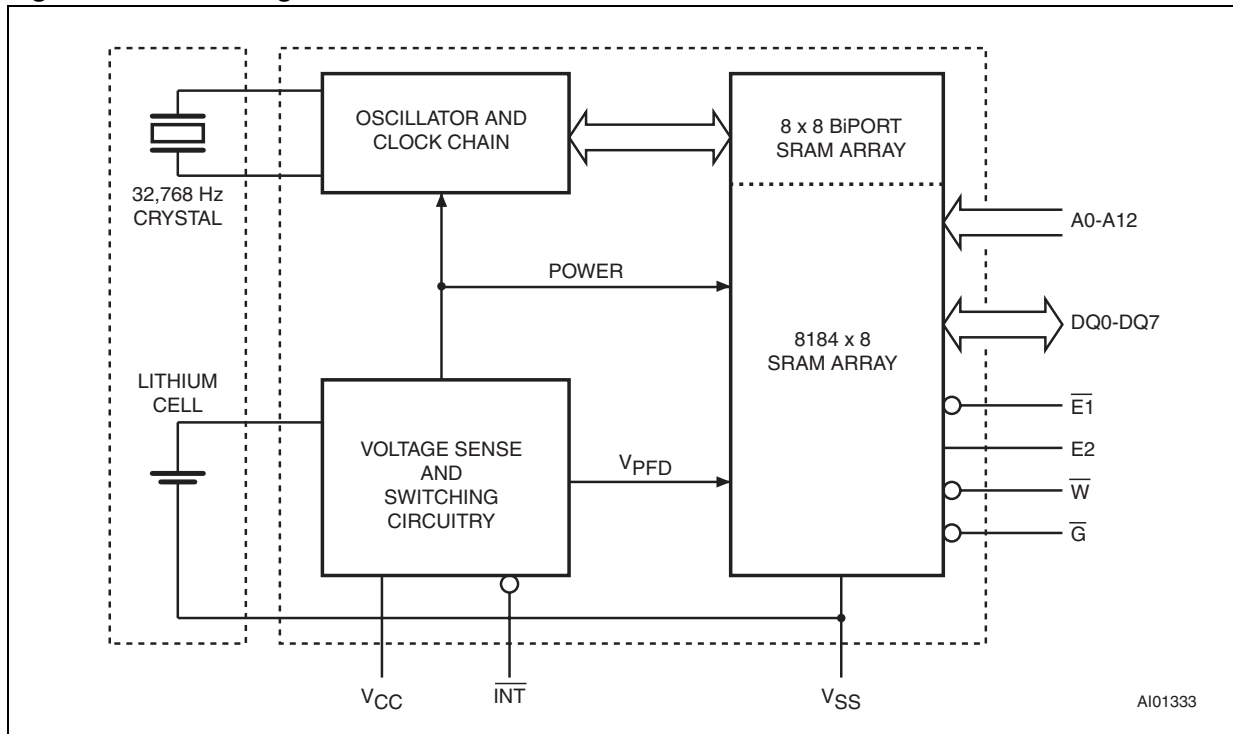 OSCILLATOR AND
CLOCK CHAIN
8 x 8 BiPORT
SRAM ARRAY
32,768 Hz
CRYSTAL
A0-A12
POWER
DQ0-DQ7
8184 x 8
SRAM ARRAY
LITHIUM
CELL
E1
VOLTAGE SENSE
AND
SWITCHING
CIRCUITRY
VPFD
E2
W
G
VCC
INT
VSS
AI01333